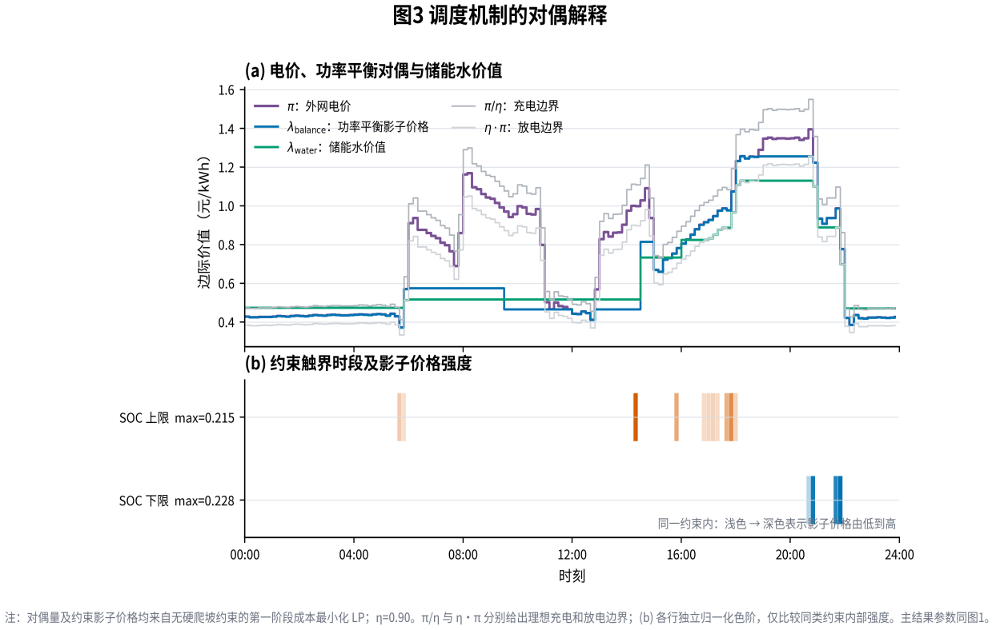 图3 调度机制的对偶解释
(a) 电价、功率平衡对偶与储能水价值
π：外网电价
λbalance：功率平衡影子价格
λwater：储能水价值
π/η：充电边界
η·π：放电边界
边际价值（元/kWh）
1.6
1.4
1.2
1.0
0.8
0.6
0.4
(b) 约束触界时段及影子价格强度
SOC 上限 max=0.215
SOC 下限 max=0.228
同一约束内：浅色 → 深色表示影子价格由低到高
00:00 04:00 08:00 12:00 16:00 20:00 24:00
时刻
注：对偶量及约束影子价格均来自无硬爬坡约束的第一阶段成本最小化 LP；η=0.90。π/η 与 η·π 分别给出理想充电和放电边界；(b) 各行独立归一化色阶，仅比较同类约束内部强度。主结果参数同图1。